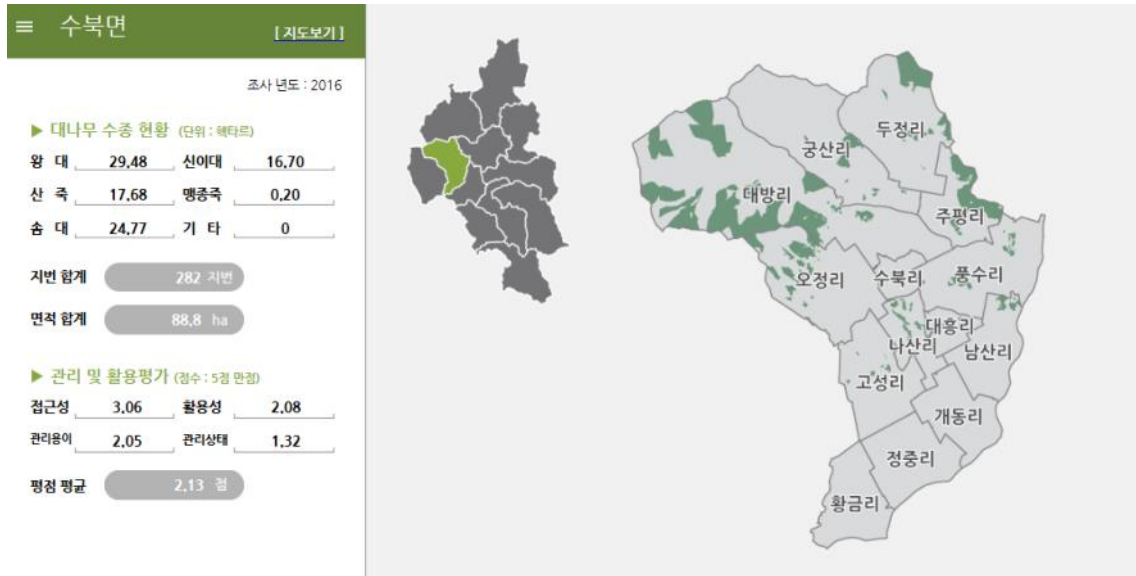 수북면 [지도보기]
조사 년도 : 2016
▶ 대나무 수종 현황 (단위 : 헥타르)
왕 대 29.48 신이대 16.70
산 죽 17.68 맹종죽 0.20
솜 대 24.77 기 타 0
지번 합계 282 지번
면적 합계 88.8 ha
▶ 관리 및 활용평가 (점수 : 5점 만점)
접근성 3.06 활용성 2.08
관리용이 2.05 관리상태 1.32
평점 평균 2.13 점
두정리
궁산리
대방리
주평리
오정리
수북리
풍수리
대흥리
나산리
남산리
고성리
개동리
정중리
황금리